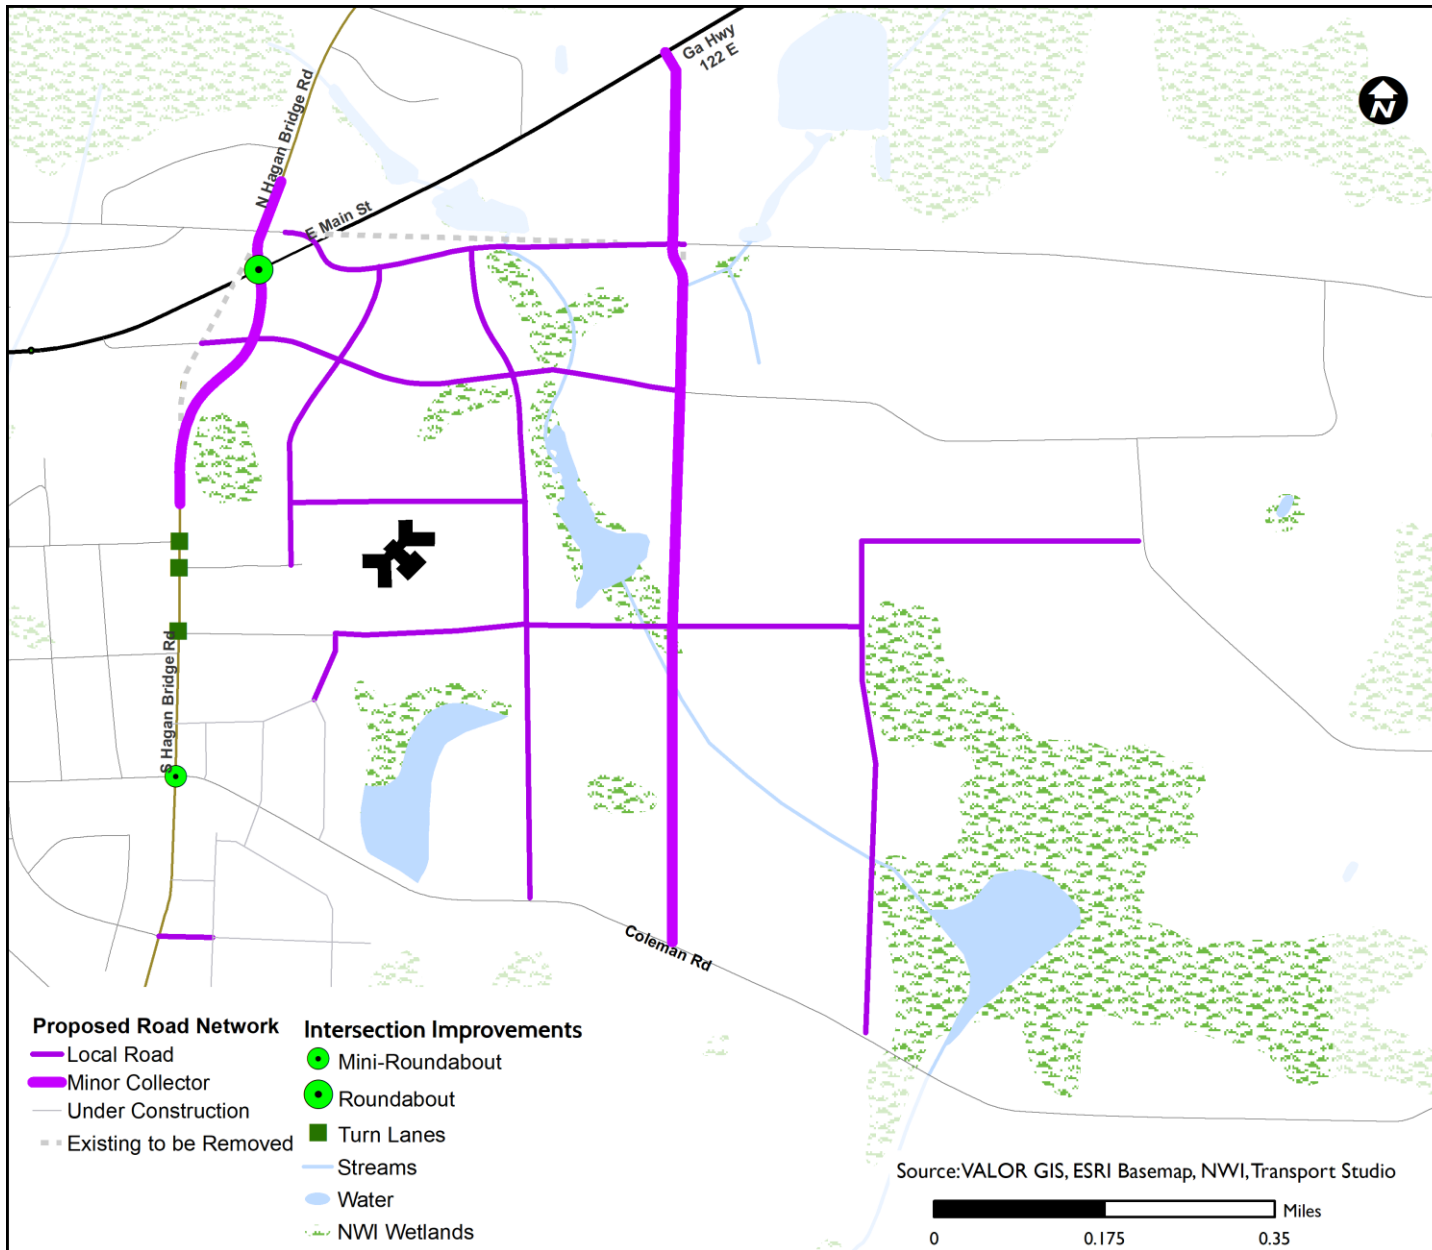 Ga Hwy
122 E
N
N Hagan Bridge Rd
E Main St
S Hagan Bridge Rd
Coleman Rd
Proposed Road Network
Local Road
Minor Collector
Under Construction
Existing to be Removed
Intersection Improvements
Mini-Roundabout
Roundabout
Turn Lanes
Streams
Water
NWI Wetlands
Source:VALOR GIS, ESRI Basemap, NWI,Transport Studio
Miles
0 0.175 0.35